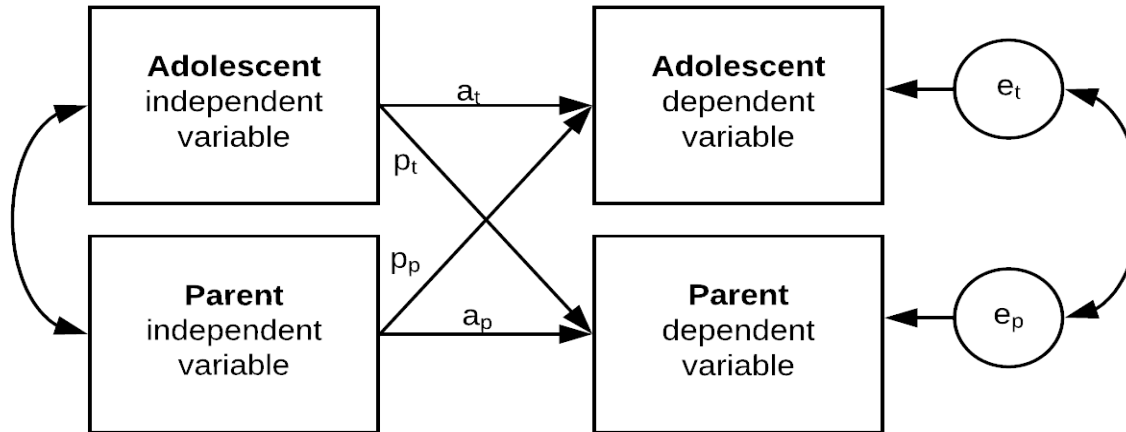 Adolescent
independent
variable
a_t
Adolescent
dependent
variable
e_t
p_t
p_p
Parent
independent
variable
a_p
Parent
dependent
variable
e_p